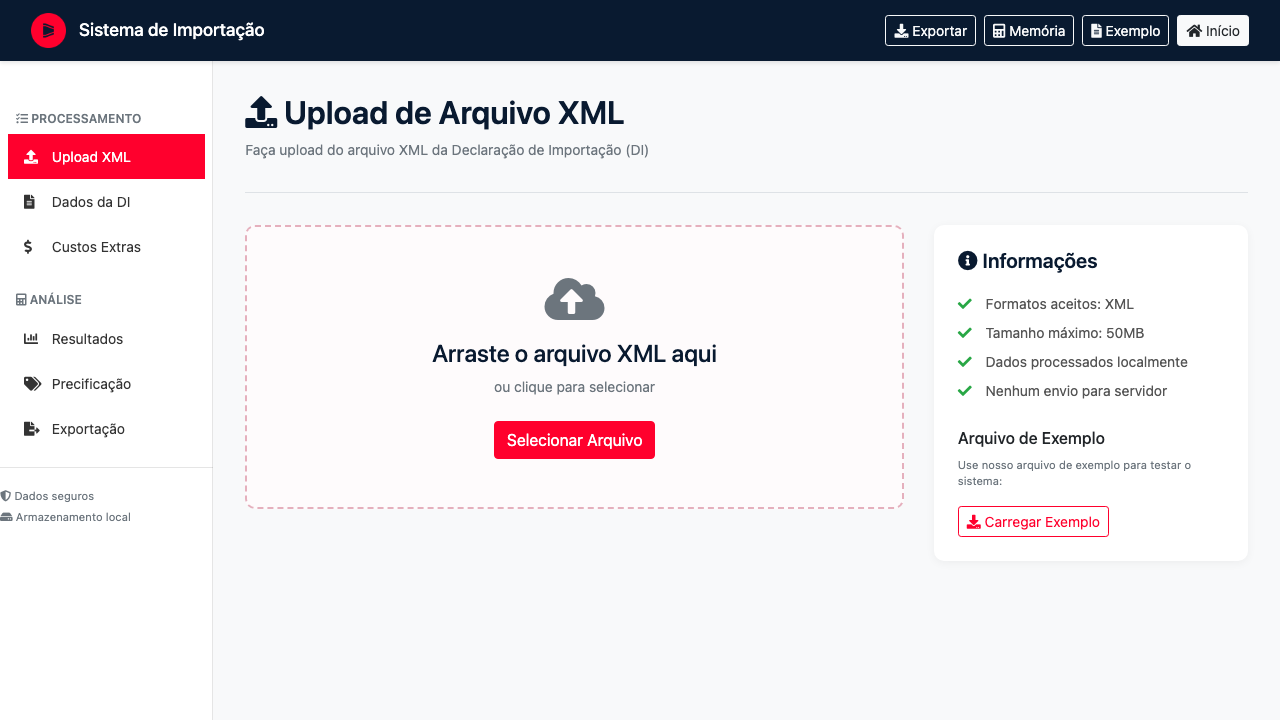 Sistema de Importação
Exportar
Memória
Exemplo
Início
PROCESSAMENTO
Upload XML
Dados da DI
Custos Extras
ANÁLISE
Resultados
Precificação
Exportação
Dados seguros
Armazenamento local
Upload de Arquivo XML
Faça upload do arquivo XML da Declaração de Importação (DI)
Arraste o arquivo XML aqui
ou clique para selecionar
Selecionar Arquivo
Informações
Formatos aceitos: XML
Tamanho máximo: 50MB
Dados processados localmente
Nenhum envio para servidor
Arquivo de Exemplo
Use nosso arquivo de exemplo para testar o
sistema:
Carregar Exemplo